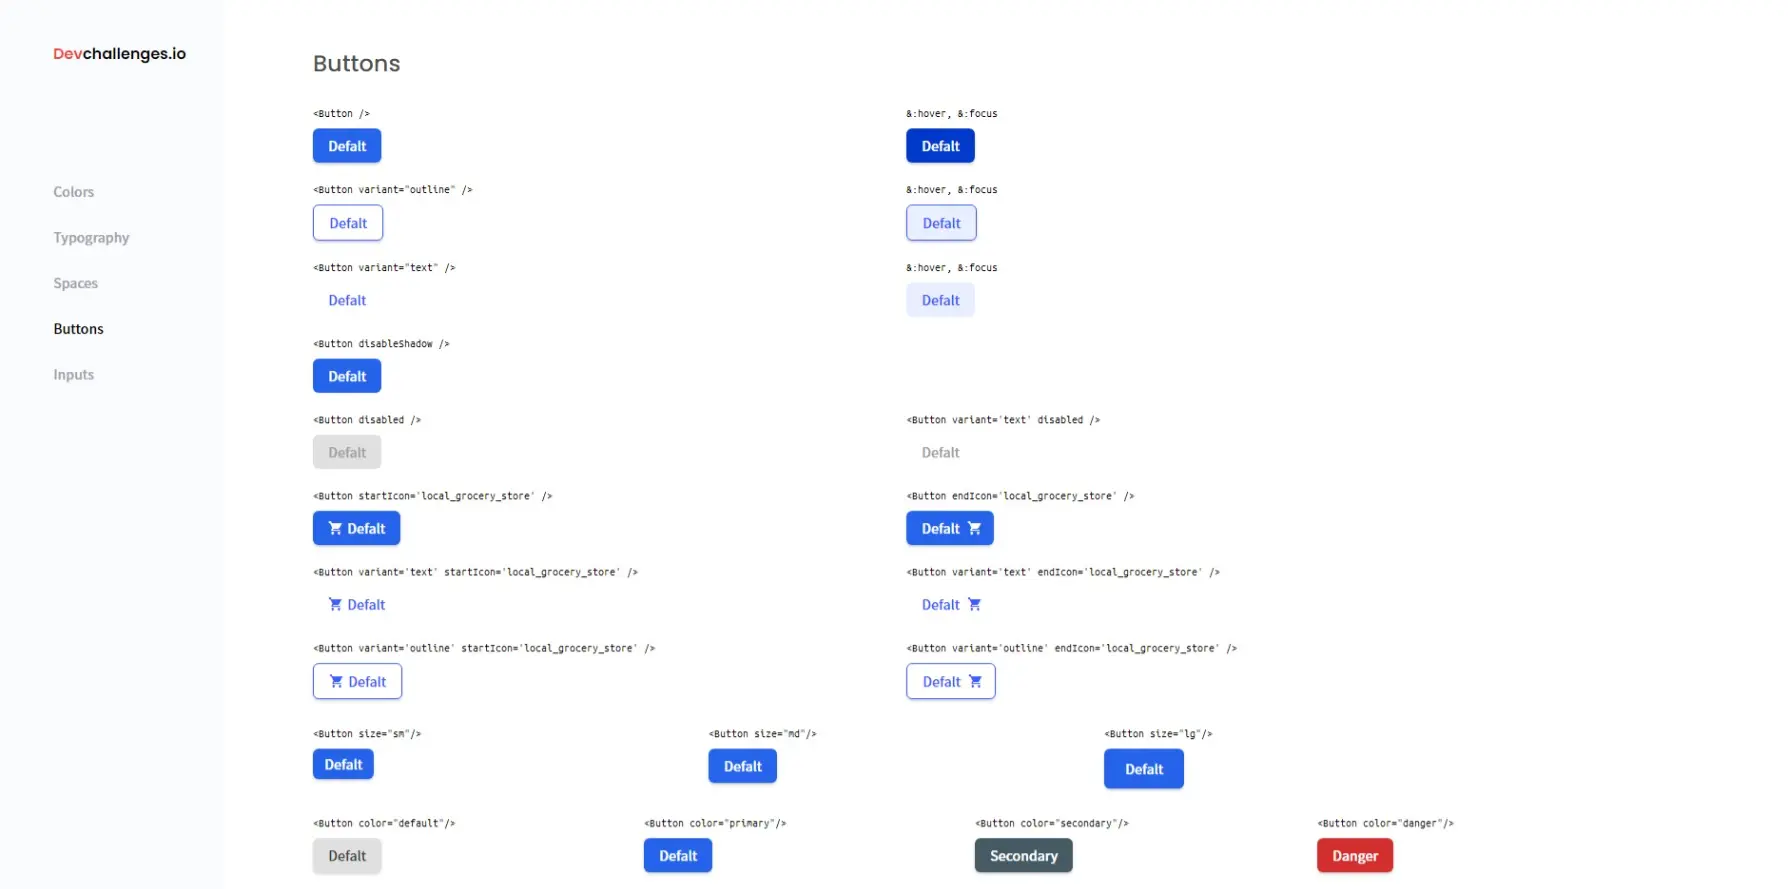 Devchallenges.io
Colors
Typography
Spaces
Buttons
Inputs
Buttons
<Button />
&:hover, &:focus
Defalt
Defalt
<Button variant="outline" />
&:hover, &:focus
Defalt
Defalt
<Button variant="text" />
&:hover, &:focus
Defalt
Defalt
<Button disableShadow />
Defalt
<Button disabled />
<Button variant='text' disabled />
Defalt
Defalt
<Button startIcon='local_grocery_store' />
<Button endIcon='local_grocery_store' />
Defalt
Defalt
<Button variant='text' startIcon='local_grocery_store' />
<Button variant='text' endIcon='local_grocery_store' />
Defalt
Defalt
<Button variant='outline' startIcon='local_grocery_store' />
<Button variant='outline' endIcon='local_grocery_store' />
Defalt
Defalt
<Button size="sm"/>
<Button size="md"/>
<Button size="lg"/>
Defalt
Defalt
Defalt
<Button color="default"/>
<Button color="primary"/>
<Button color="secondary"/>
<Button color="danger"/>
Defalt
Defalt
Secondary
Danger